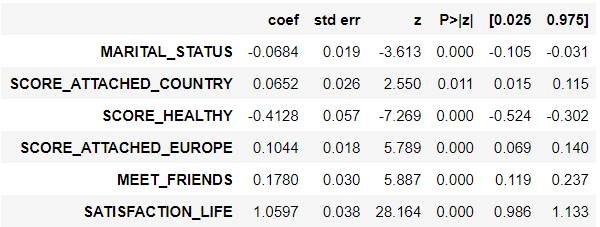 coef std err z P>|z| [0.025 0.975]
MARITAL_STATUS -0.0684 0.019 -3.613 0.000 -0.105 -0.031
SCORE_ATTACHED_COUNTRY 0.0652 0.026 2.550 0.011 0.015 0.115
SCORE_HEALTHY -0.4128 0.057 -7.269 0.000 -0.524 -0.302
SCORE_ATTACHED_EUROPE 0.1044 0.018 5.789 0.000 0.069 0.140
MEET_FRIENDS 0.1780 0.030 5.887 0.000 0.119 0.237
SATISFACTION_LIFE 1.0597 0.038 28.164 0.000 0.986 1.133